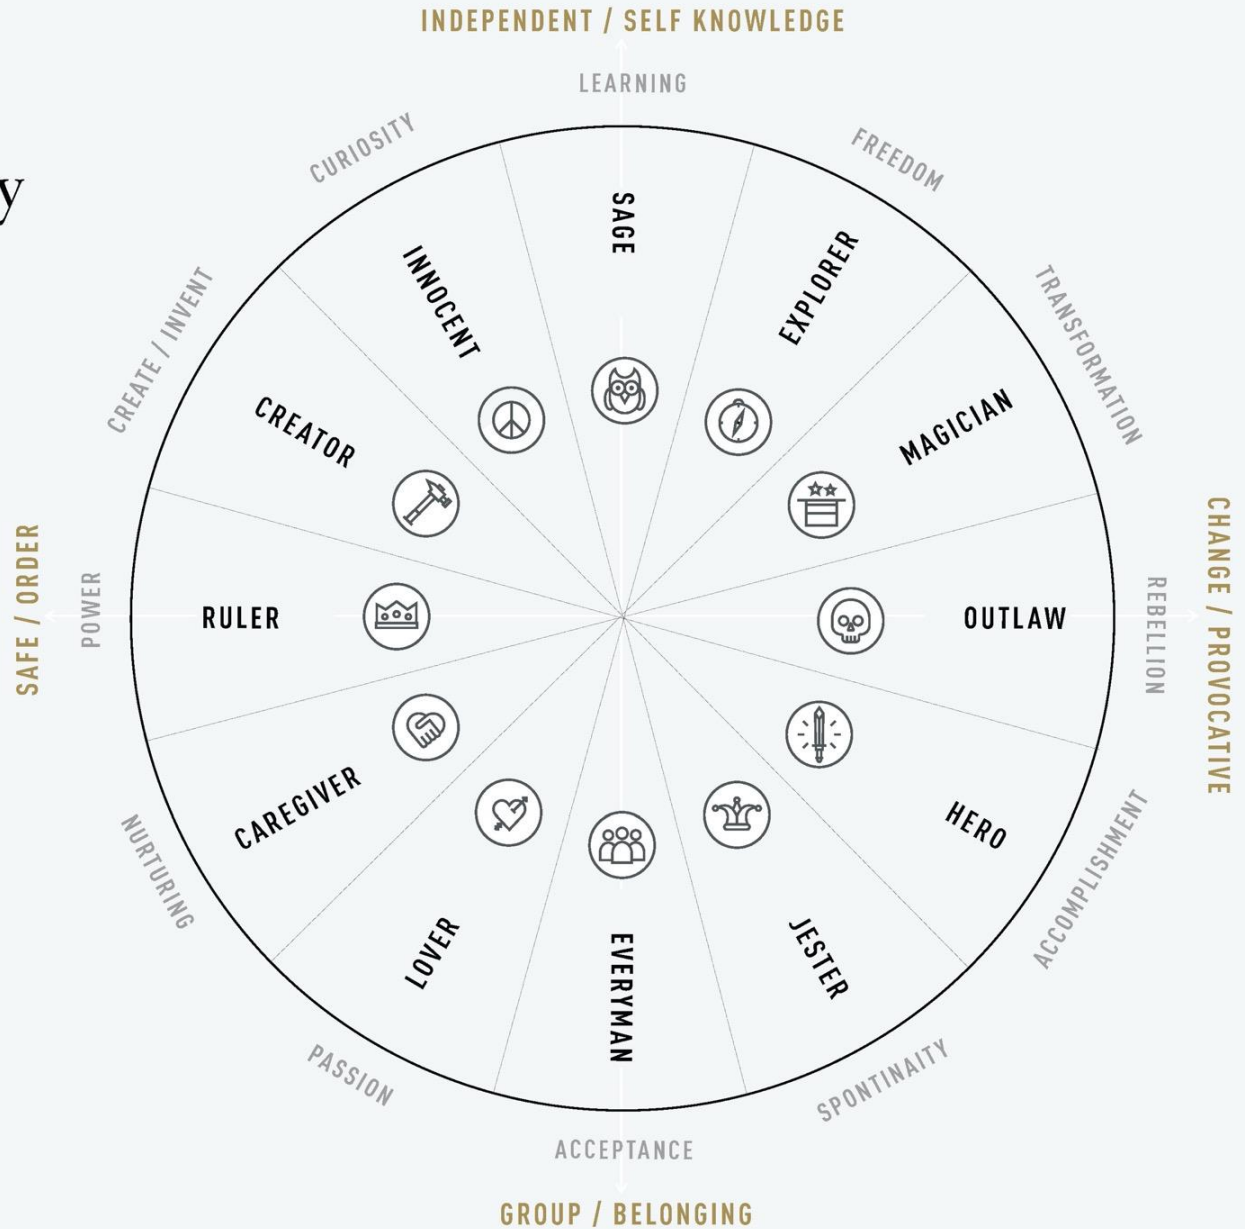 INDEPENDENT / SELF KNOWLEDGE
LEARNING
CURIOSITY
FREEDOM
y
SAGE
INNOCENT
EXPLORER
CREATE / INVENT
TRANSFORMATION
CREATOR
MAGICIAN
SAFE / ORDER
POWER
RULER
OUTLAW
REBELLION
CHANGE / PROVOCATIVE
CAREGIVER
HERO
NURTURING
ACCOMPLISHMENT
LOVER
EVERYMAN
JESTER
PASSION
SPONTINAITY
ACCEPTANCE
GROUP / BELONGING